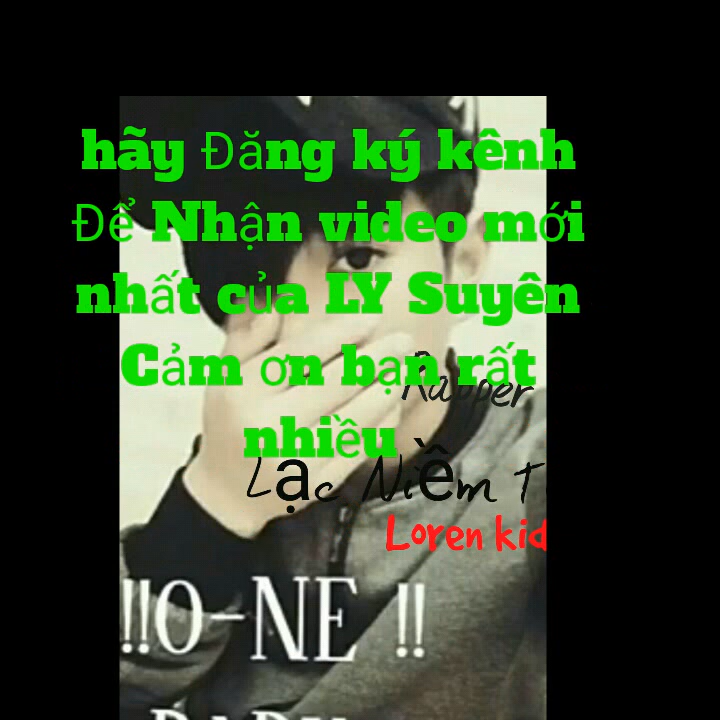 hãy Đăng ký kênh
Để Nhận video mới
nhất của LY Suyên
Cảm ơn bạn rất
nhiều
Rapper
Lạc Niềm T
Loren kid
!!O-NE !!